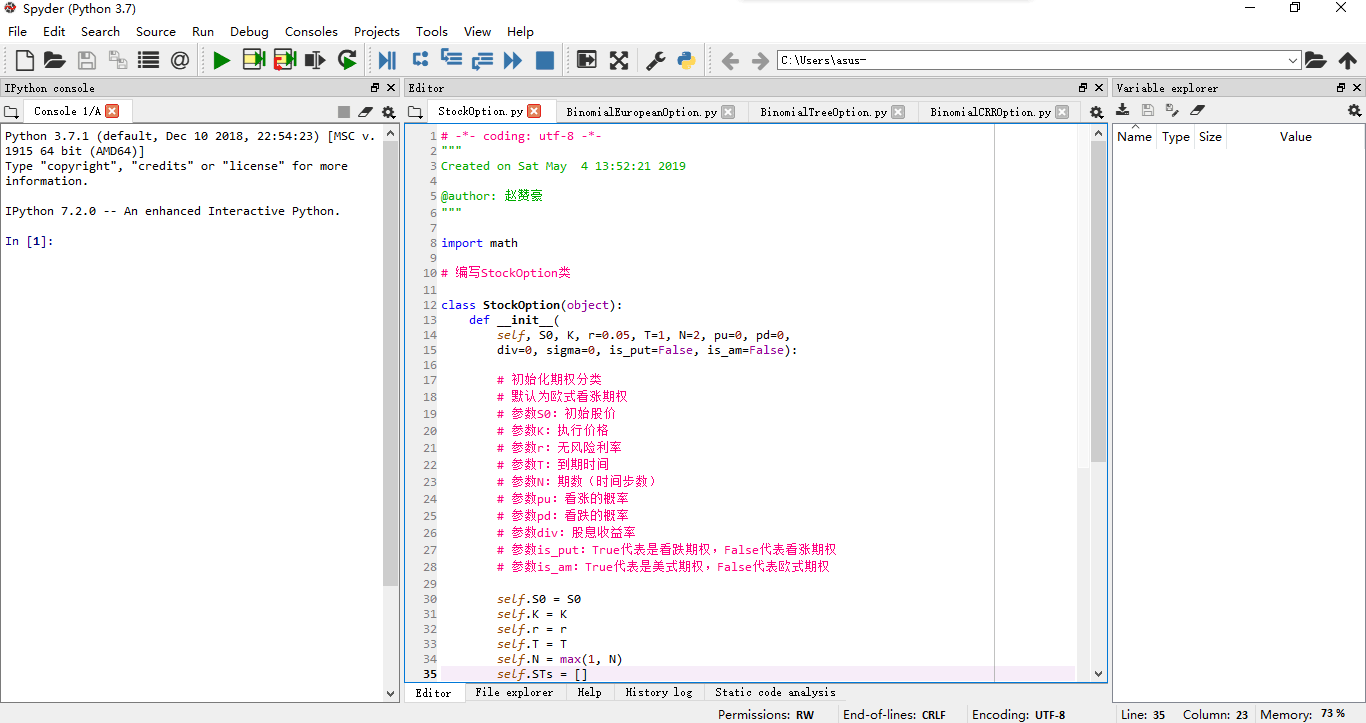 Spyder (Python 3.7)
File Edit Search Source Run Debug Consoles Projects Tools View Help
C:\Users\asus-
IPython console
Console 1/A
Python 3.7.1 (default, Dec 10 2018, 22:54:23) [MSC v.
1915 64 bit (AMD64)]
Type "copyright", "credits" or "license" for more
information.
IPython 7.2.0 -- An enhanced Interactive Python.
In [1]:
Editor
StockOption.py BinomialEuropeanOption.py BinomialTreeOption.py BinomialCRROption.py
1 # -*- coding: utf-8 -*-
2 """
3 Created on Sat May  4 13:52:21 2019
4
5 @author: 赵赞豪
6 """
7
8 import math
9
10 # 编写StockOption类
11
12 class StockOption(object):
13     def __init__(
14         self, S0, K, r=0.05, T=1, N=2, pu=0, pd=0,
15         div=0, sigma=0, is_put=False, is_am=False):
16
17         # 初始化期权分类
18         # 默认为欧式看涨期权
19         # 参数S0：初始股价
20         # 参数K：执行价格
21         # 参数r：无风险利率
22         # 参数T：到期时间
23         # 参数N：期数（时间步数）
24         # 参数pu：看涨的概率
25         # 参数pd：看跌的概率
26         # 参数div：股息收益率
27         # 参数is_put：True代表是看跌期权，False代表看涨期权
28         # 参数is_am：True代表是美式期权，False代表欧式期权
29
30         self.S0 = S0
31         self.K = K
32         self.r = r
33         self.T = T
34         self.N = max(1, N)
35         self.STs = []
Editor File explorer Help History log Static code analysis
Variable explorer
Name Type Size Value
Permissions: RW End-of-lines: CRLF Encoding: UTF-8 Line: 35 Column: 23 Memory: 73 %